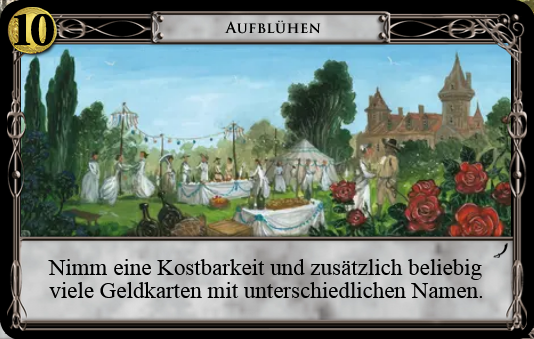 10
AUFBLÜHEN
Nimm eine Kostbarkeit und zusätzlich beliebig
viele Geldkarten mit unterschiedlichen Namen.